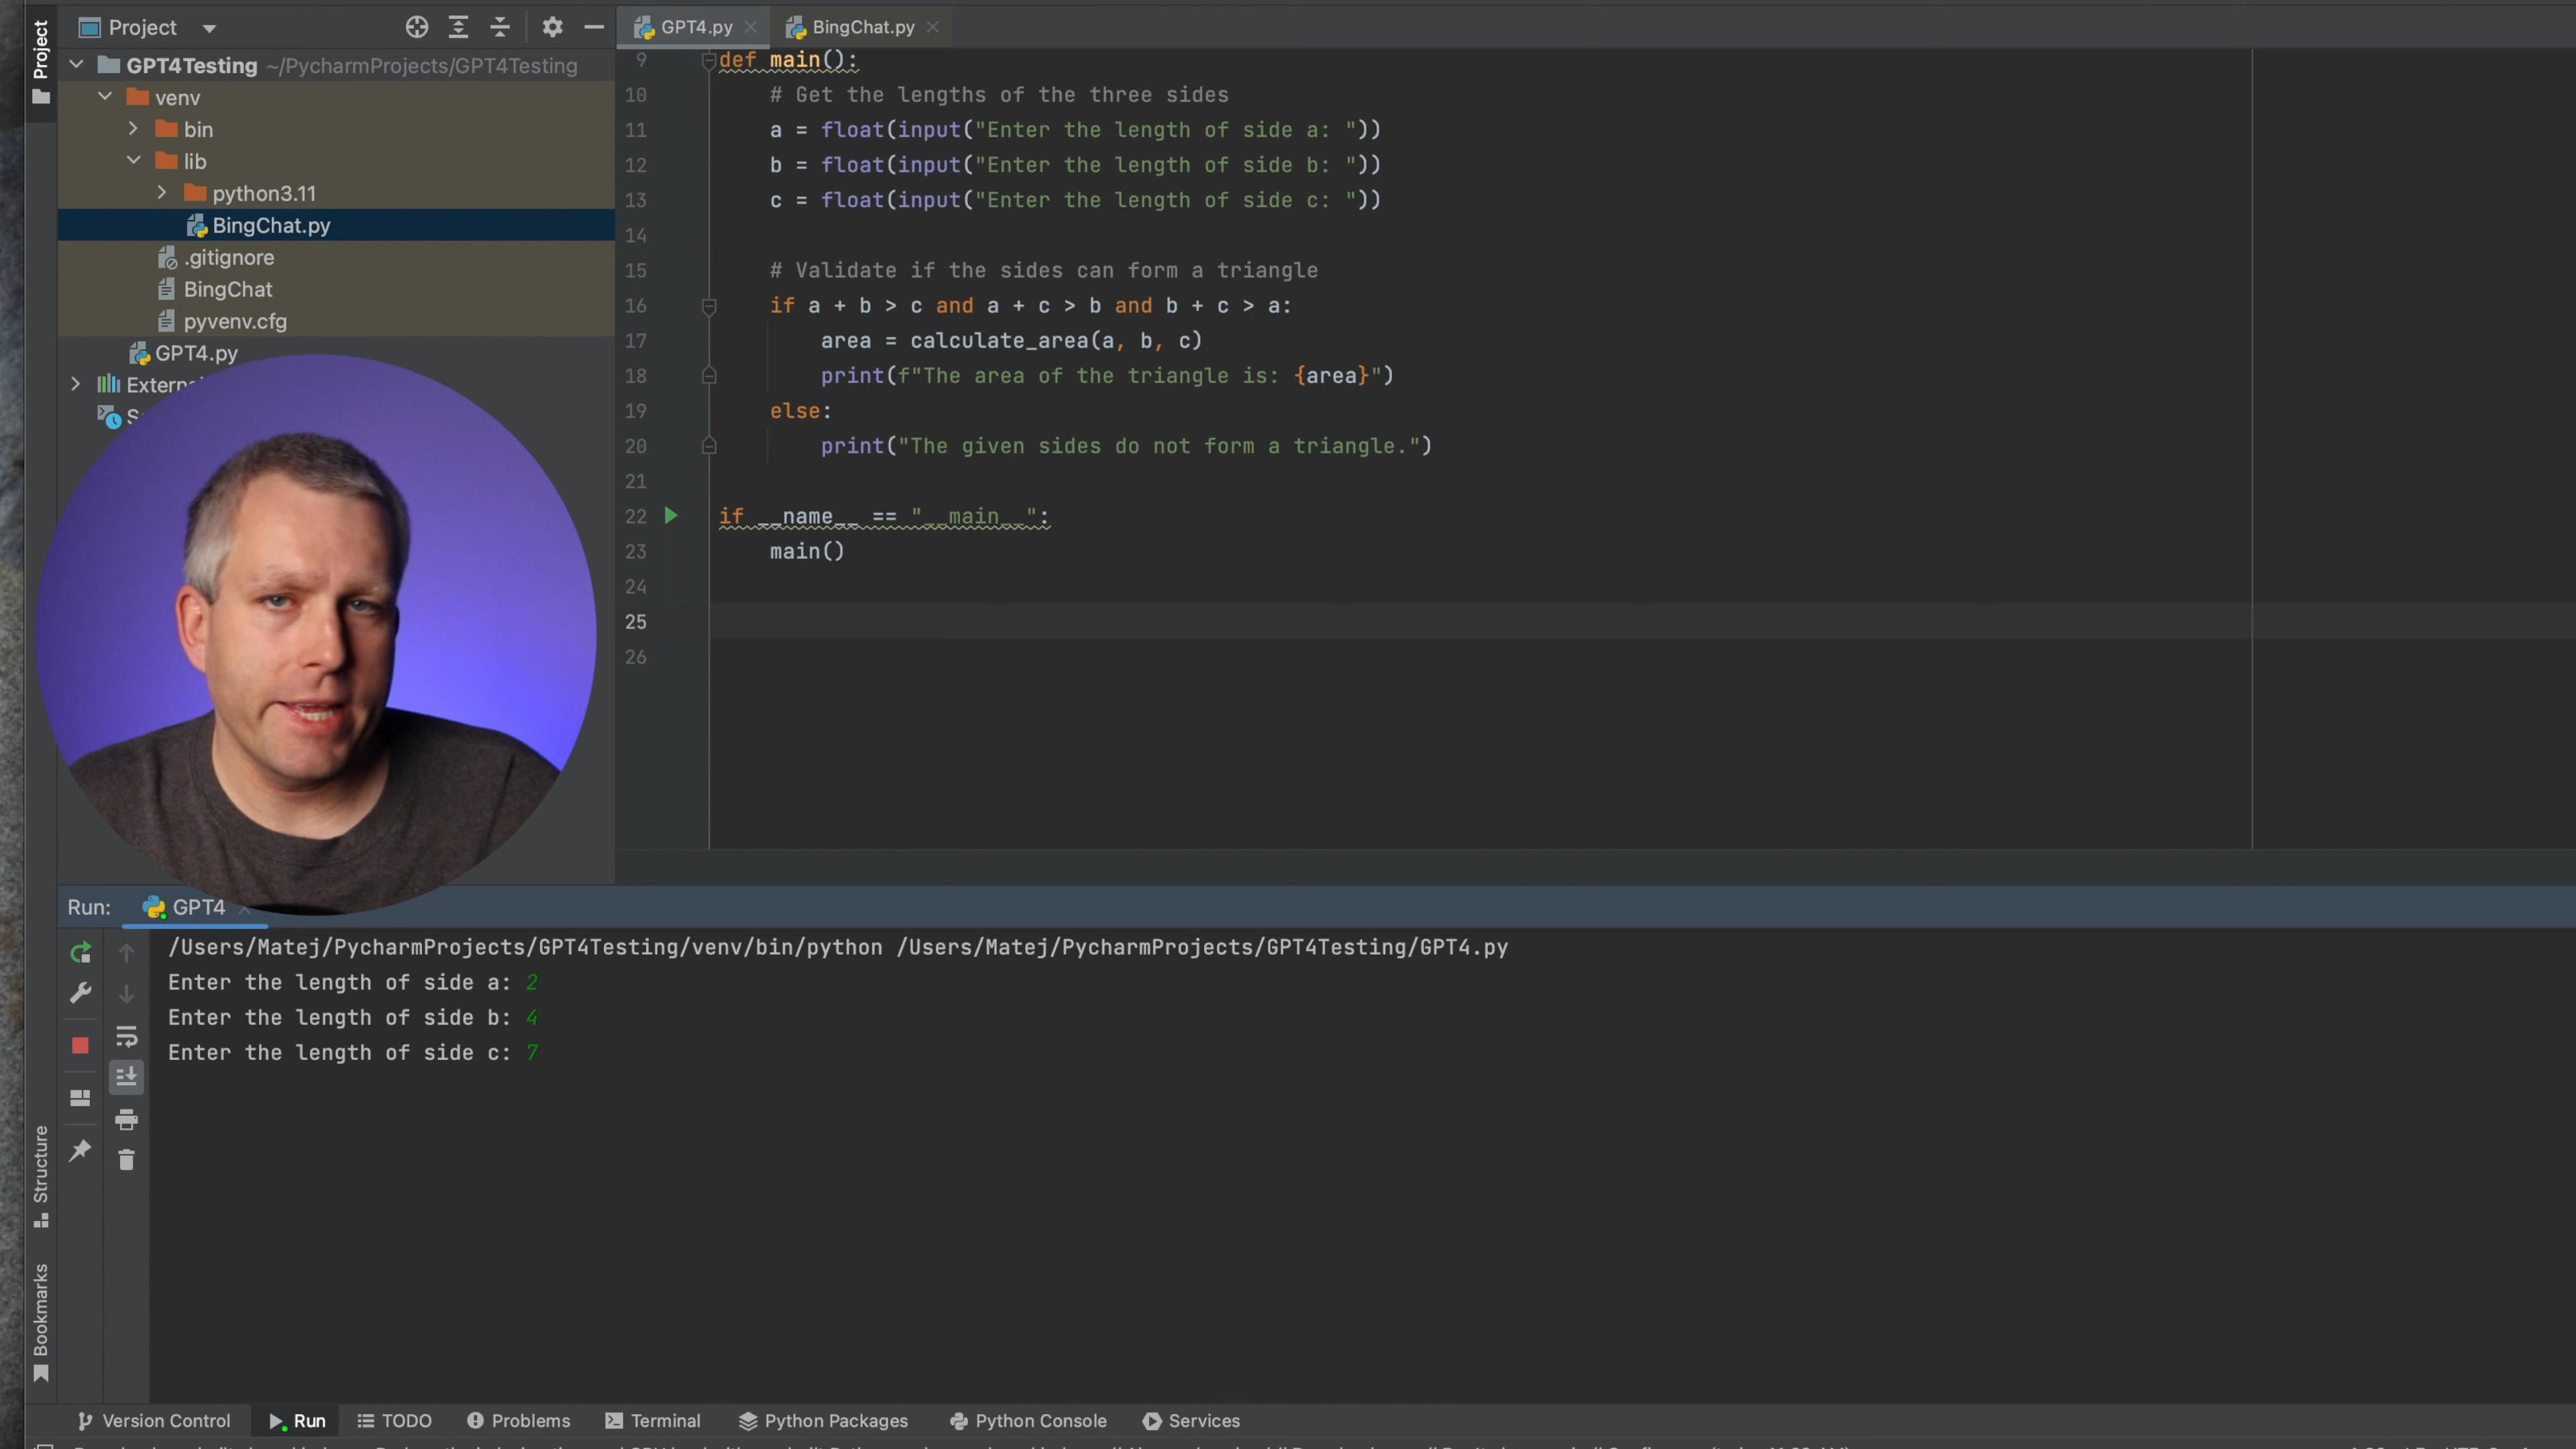 Project
Project
GPT4Testing ~/PycharmProjects/GPT4Testing
venv
bin
lib
python3.11
BingChat.py
.gitignore
BingChat
pyvenv.cfg
GPT4.py
GPT4.py
BingChat.py
9 def main():
10 # Get the lengths of the three sides
11 a = float(input("Enter the length of side a: "))
12 b = float(input("Enter the length of side b: "))
13 c = float(input("Enter the length of side c: "))
14
15 # Validate if the sides can form a triangle
16 if a + b > c and a + c > b and b + c > a:
17 area = calculate_area(a, b, c)
18 print(f"The area of the triangle is: {area}")
19 else:
20 print("The given sides do not form a triangle.")
21
22 if __name__ == "__main__":
23 main()
24
25
26
Run: GPT4
/Users/Matej/PycharmProjects/GPT4Testing/venv/bin/python /Users/Matej/PycharmProjects/GPT4Testing/GPT4.py
Enter the length of side a: 2
Enter the length of side b: 4
Enter the length of side c: 7
Structure
Bookmarks
Version Control Run TODO Problems Terminal Python Packages Python Console Services